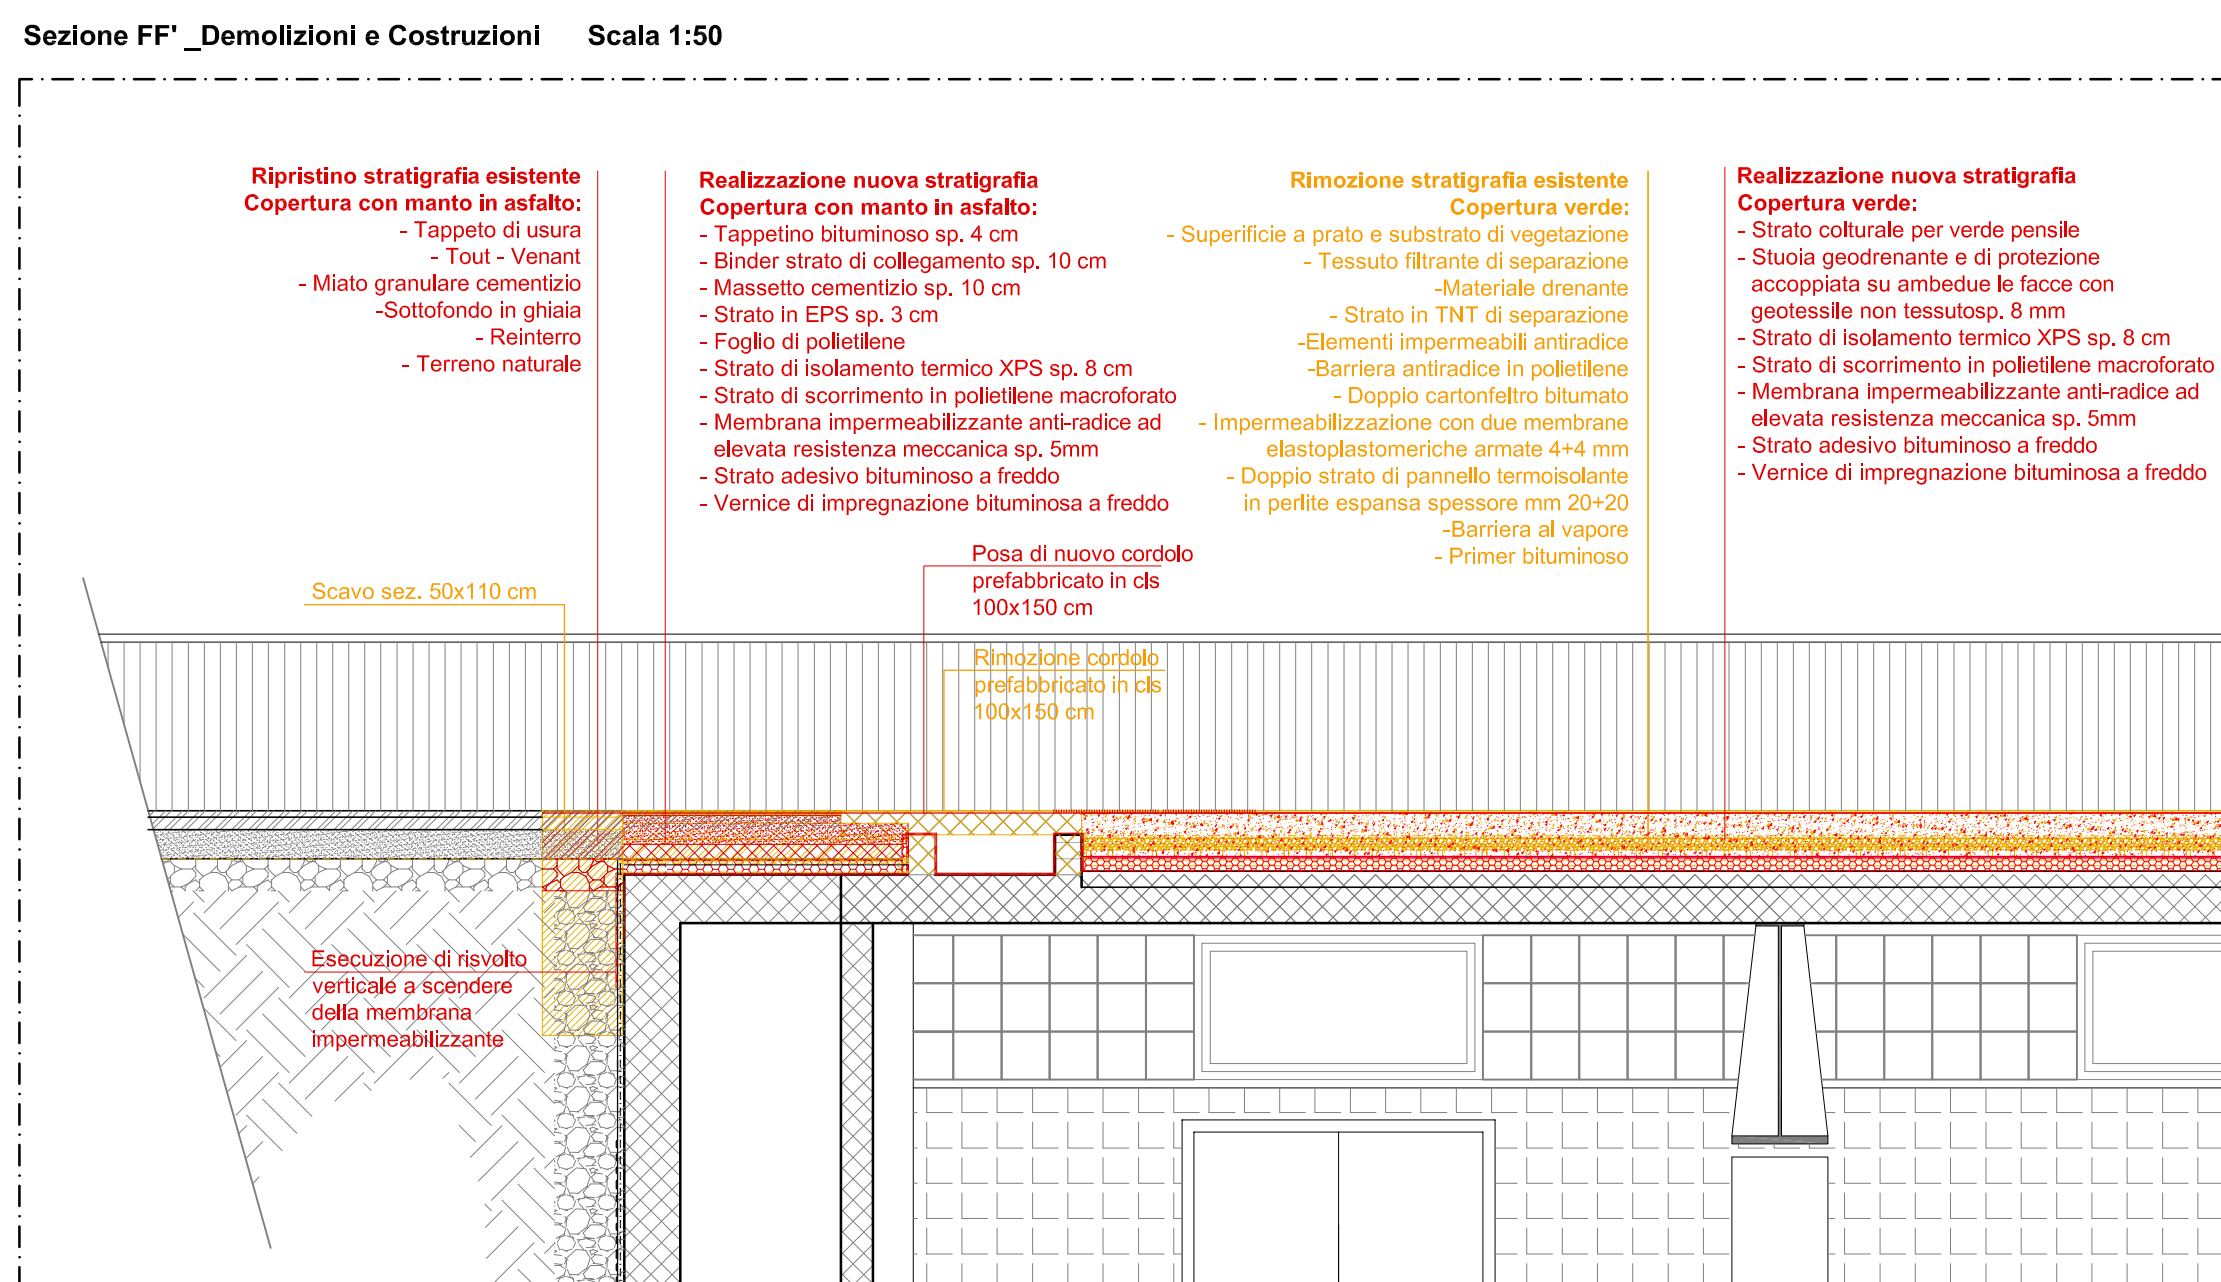 Sezione FF' _Demolizioni e Costruzioni Scala 1:50
Ripristino stratigrafia esistente
Copertura con manto in asfalto:
- Tappeto di usura
- Tout - Venant
- Miato granulare cementizio
-Sottofondo in ghiaia
- Reinterro
- Terreno naturale
Realizzazione nuova stratigrafia
Copertura con manto in asfalto:
- Tappetino bituminoso sp. 4 cm
- Binder strato di collegamento sp. 10 cm
- Massetto cementizio sp. 10 cm
- Strato in EPS sp. 3 cm
- Foglio di polietilene
- Strato di isolamento termico XPS sp. 8 cm
- Strato di scorrimento in polietilene macroforato
- Membrana impermeabilizzante anti-radice ad
elevata resistenza meccanica sp. 5mm
- Strato adesivo bituminoso a freddo
- Vernice di impregnazione bituminosa a freddo
Rimozione stratigrafia esistente
Copertura verde:
- Superificie a prato e substrato di vegetazione
- Tessuto filtrante di separazione
-Materiale drenante
- Strato in TNT di separazione
-Elementi impermeabili antiradice
-Barriera antiradice in polietilene
- Doppio cartonfeltro bitumato
- Impermeabilizzazione con due membrane
elastoplastomeriche armate 4+4 mm
- Doppio strato di pannello termoisolante
in perlite espansa spessore mm 20+20
-Barriera al vapore
- Primer bituminoso
Realizzazione nuova stratigrafia
Copertura verde:
- Strato colturale per verde pensile
- Stuoia geodrenante e di protezione
accoppiata su ambedue le facce con
geotessile non tessutosp. 8 mm
- Strato di isolamento termico XPS sp. 8 cm
- Strato di scorrimento in polietilene macroforato
- Membrana impermeabilizzante anti-radice ad
elevata resistenza meccanica sp. 5mm
- Strato adesivo bituminoso a freddo
- Vernice di impregnazione bituminosa a freddo
Posa di nuovo cordolo
prefabbricato in cls
100x150 cm
Scavo sez. 50x110 cm
Rimozione cordolo
prefabbricato in cls
100x150 cm
Esecuzione di risvolto
verticale a scendere
della membrana
impermeabilizzante